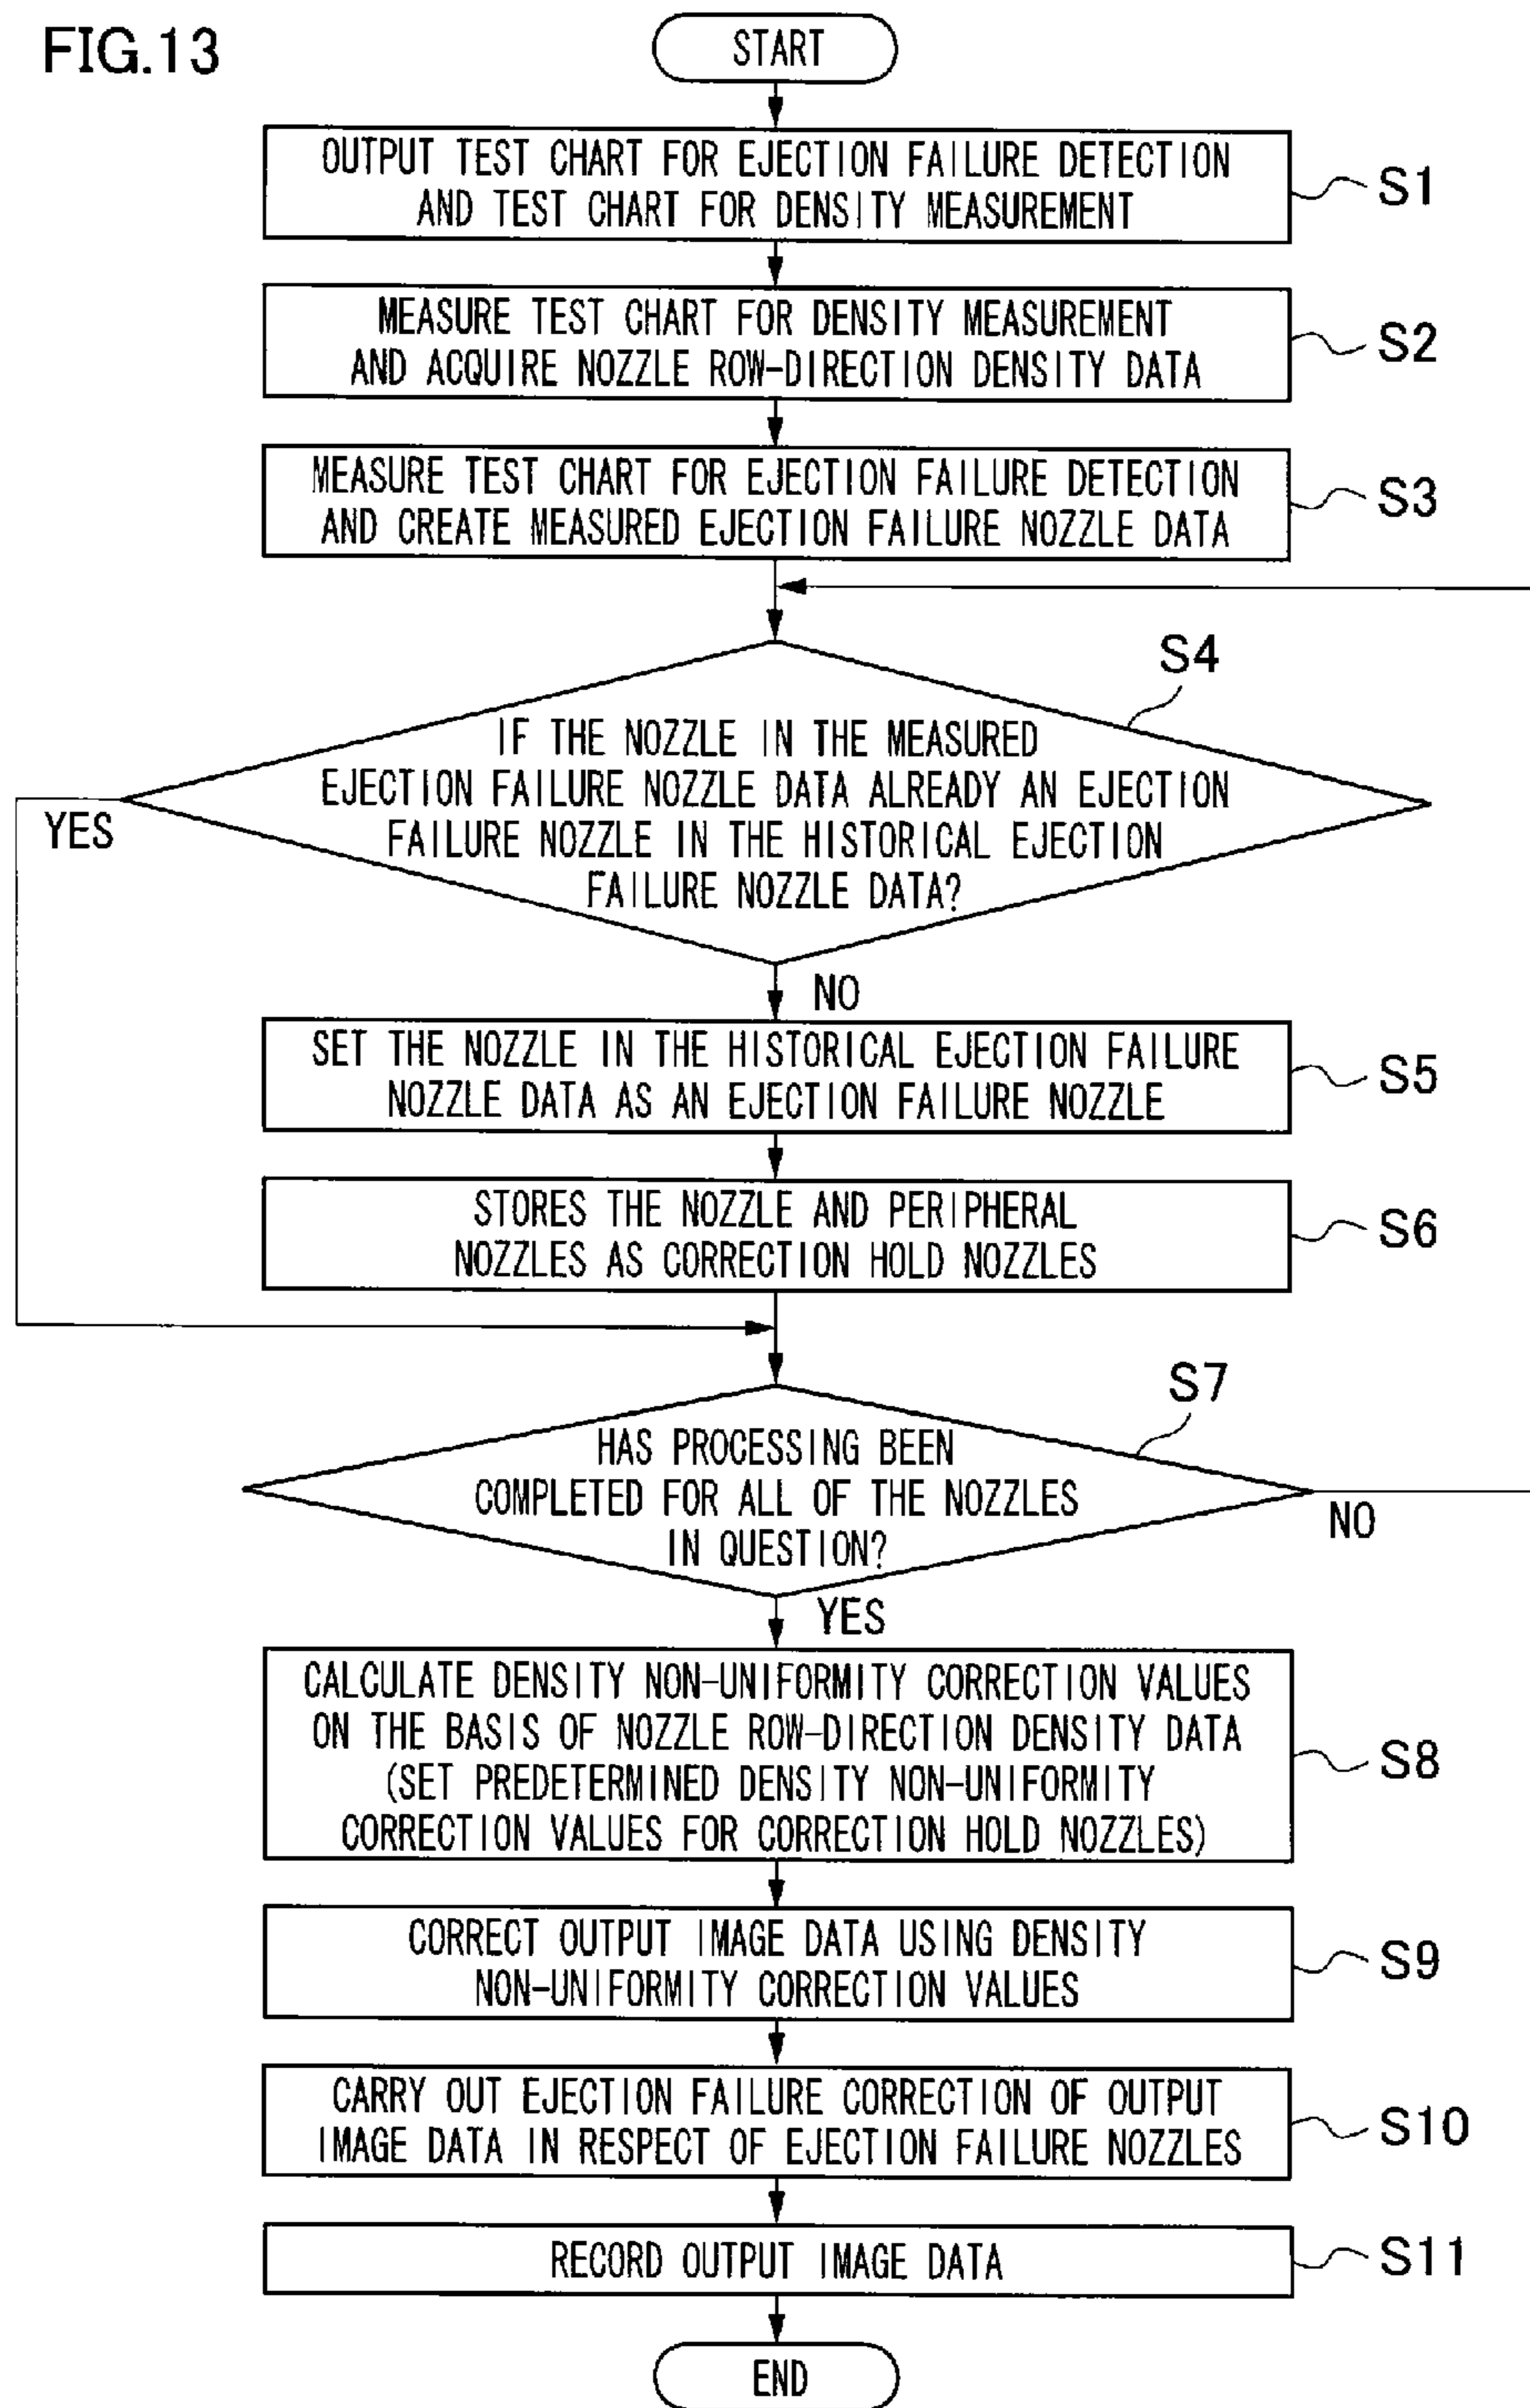 FIG.13
START
OUTPUT TEST CHART FOR EJECTION FAILURE DETECTION
AND TEST CHART FOR DENSITY MEASUREMENT
S1
MEASURE TEST CHART FOR DENSITY MEASUREMENT
AND ACQUIRE NOZZLE ROW-DIRECTION DENSITY DATA
S2
MEASURE TEST CHART FOR EJECTION FAILURE DETECTION
AND CREATE MEASURED EJECTION FAILURE NOZZLE DATA
S3
S4
IF THE NOZZLE IN THE MEASURED
EJECTION FAILURE NOZZLE DATA ALREADY AN EJECTION
FAILURE NOZZLE IN THE HISTORICAL EJECTION
FAILURE NOZZLE DATA?
YES
NO
SET THE NOZZLE IN THE HISTORICAL EJECTION FAILURE
NOZZLE DATA AS AN EJECTION FAILURE NOZZLE
S5
STORES THE NOZZLE AND PERIPHERAL
NOZZLES AS CORRECTION HOLD NOZZLES
S6
S7
HAS PROCESSING BEEN
COMPLETED FOR ALL OF THE NOZZLES
IN QUESTION?
NO
YES
CALCULATE DENSITY NON-UNIFORMITY CORRECTION VALUES
ON THE BASIS OF NOZZLE ROW-DIRECTION DENSITY DATA
(SET PREDETERMINED DENSITY NON-UNIFORMITY
CORRECTION VALUES FOR CORRECTION HOLD NOZZLES)
S8
CORRECT OUTPUT IMAGE DATA USING DENSITY
NON-UNIFORMITY CORRECTION VALUES
S9
CARRY OUT EJECTION FAILURE CORRECTION OF OUTPUT
IMAGE DATA IN RESPECT OF EJECTION FAILURE NOZZLES
S10
RECORD OUTPUT IMAGE DATA
S11
END